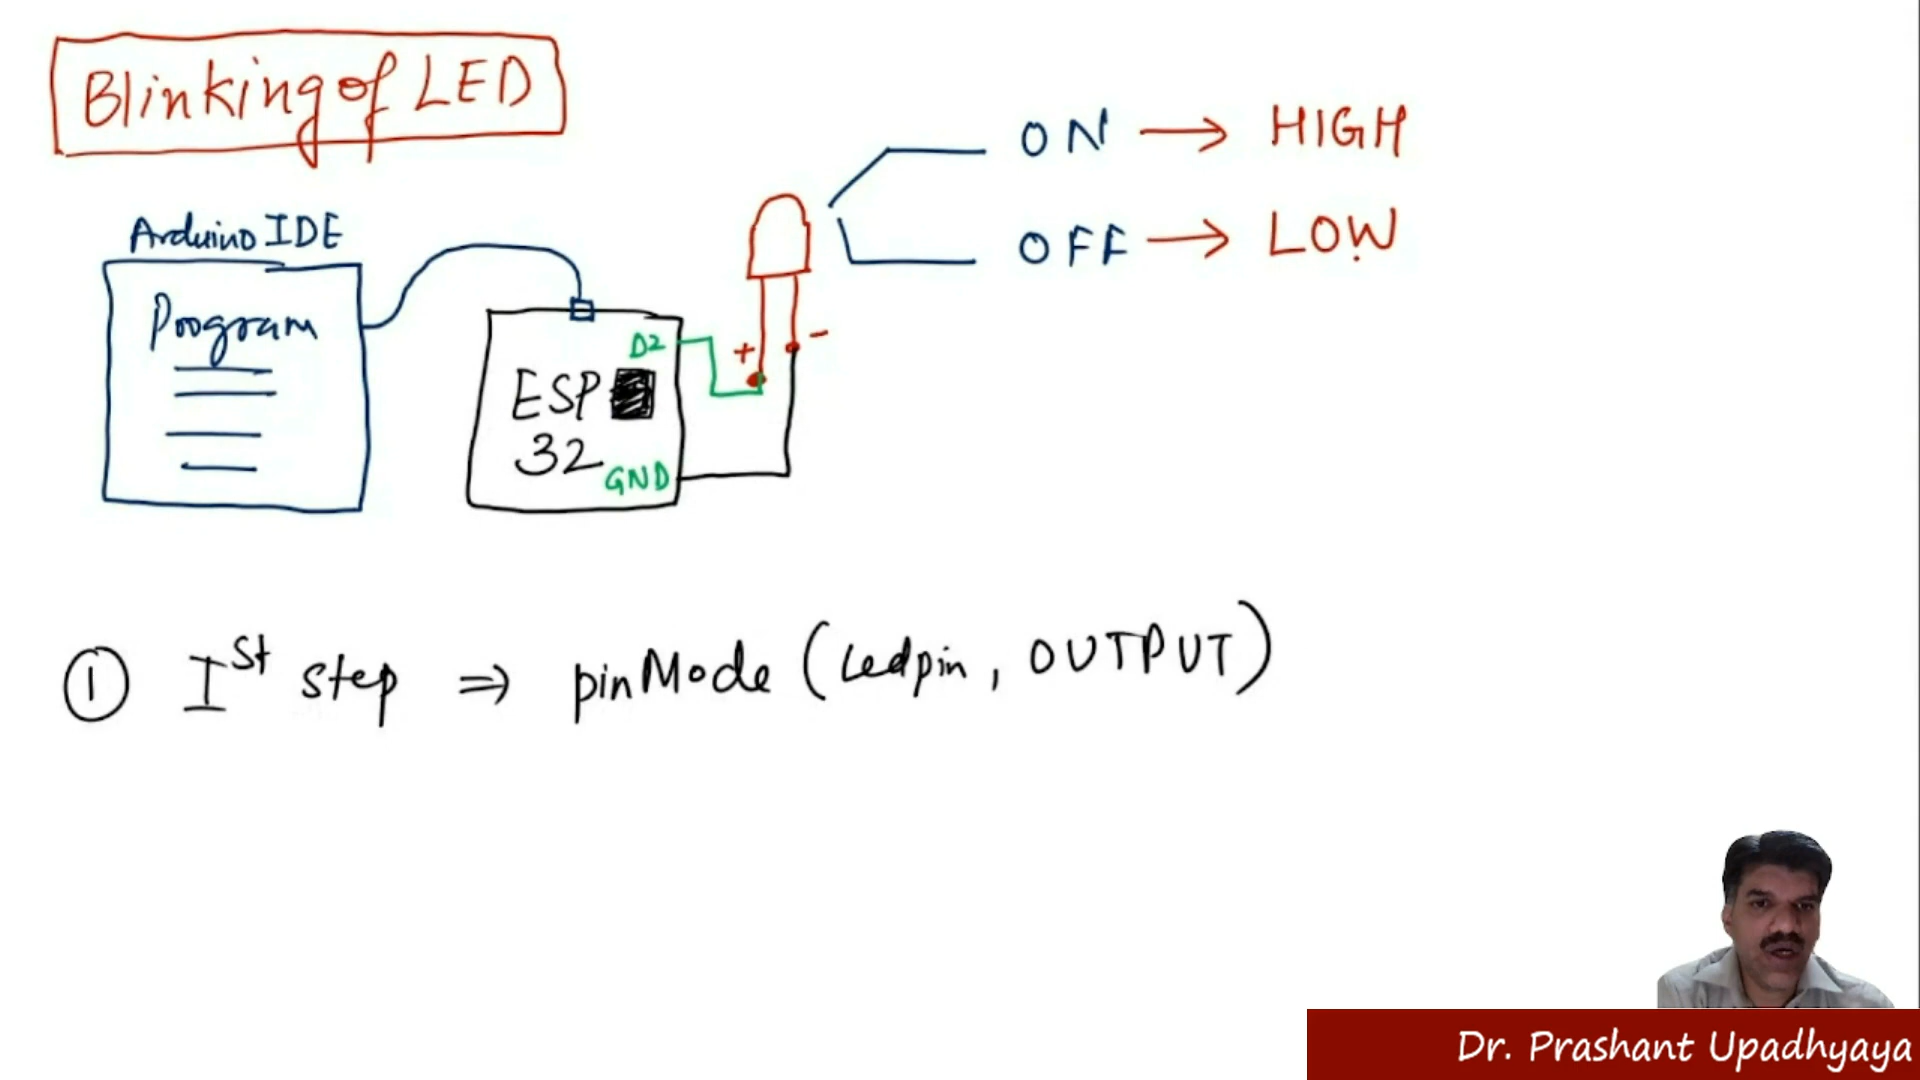 Blinking of LED
ON → HIGH
OFF → LOW
Arduino IDE
Program
D2
+ -
ESP
32
GND
① Ist step ⇒ pinMode (ledpin, OUTPUT)
Dr. Prashant Upadhyaya